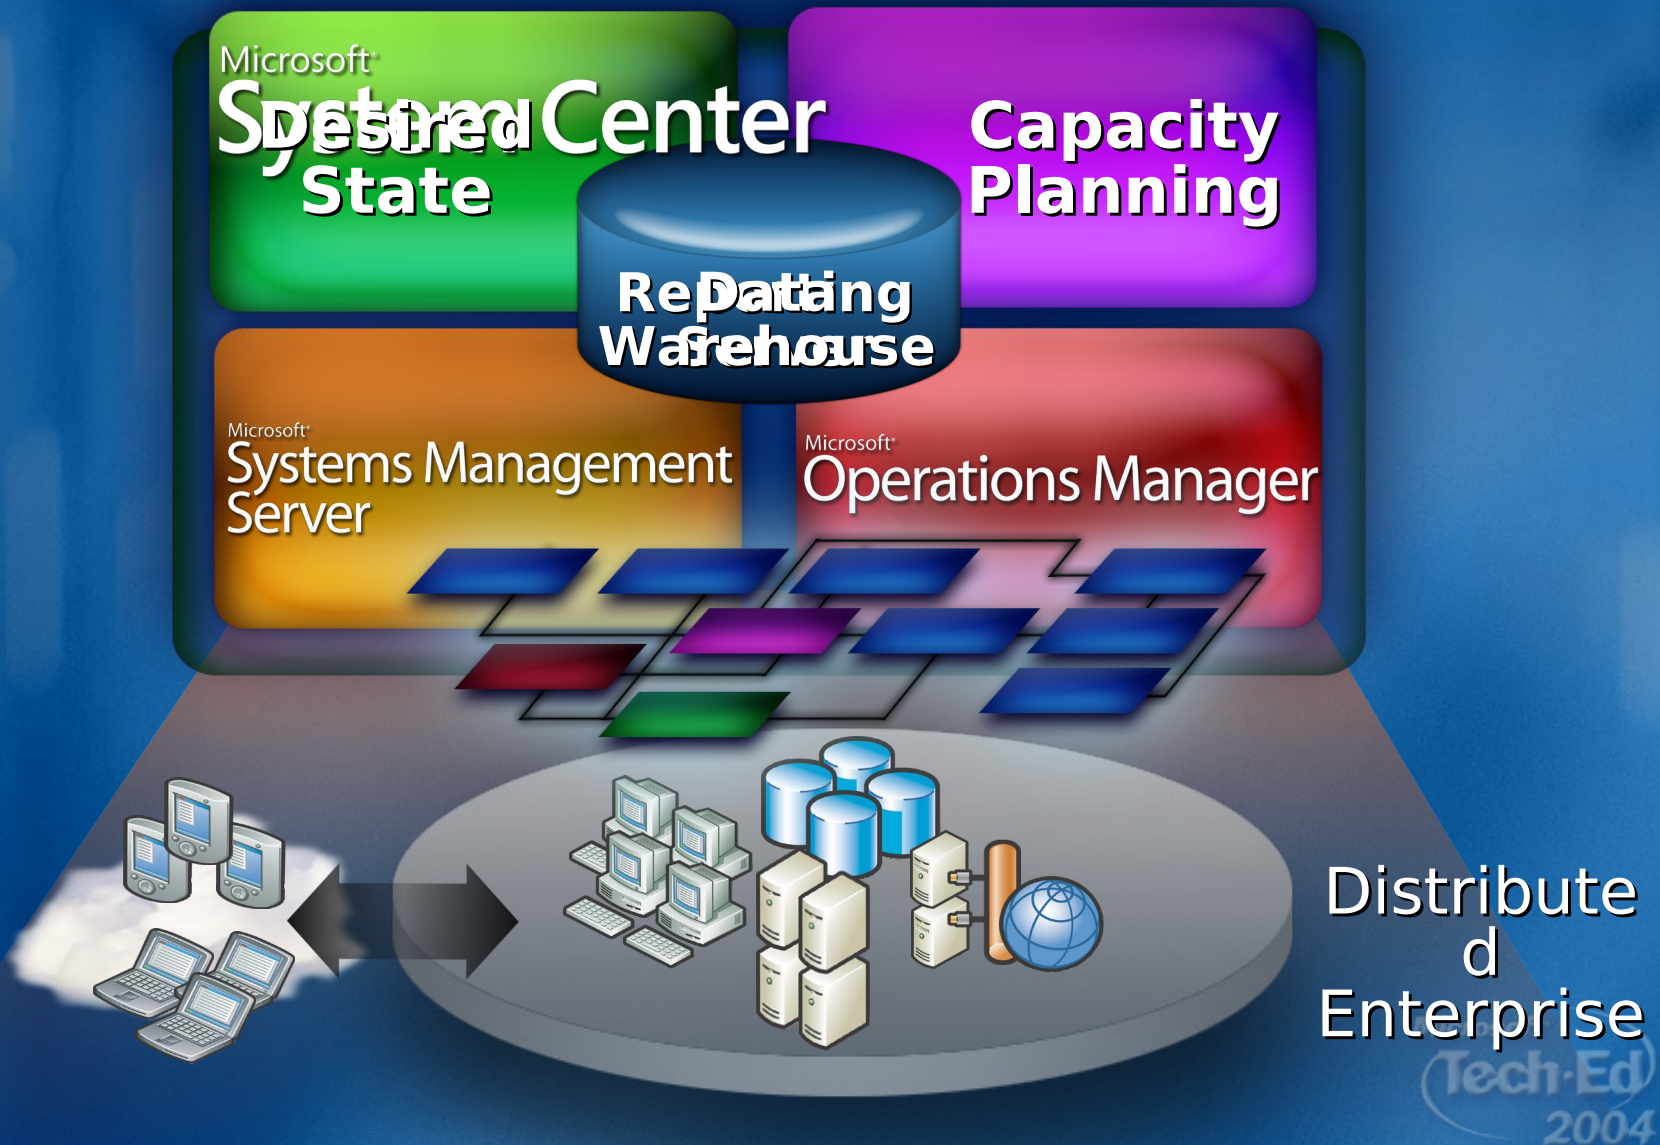 Microsoft®
System Center
Desired
State
Capacity
Planning
Reporting
Server
Data
Warehouse
Microsoft®
Systems Management
Server
Microsoft®
Operations Manager
Distribute
d
Enterprise
Microsoft
Tech·Ed
2004